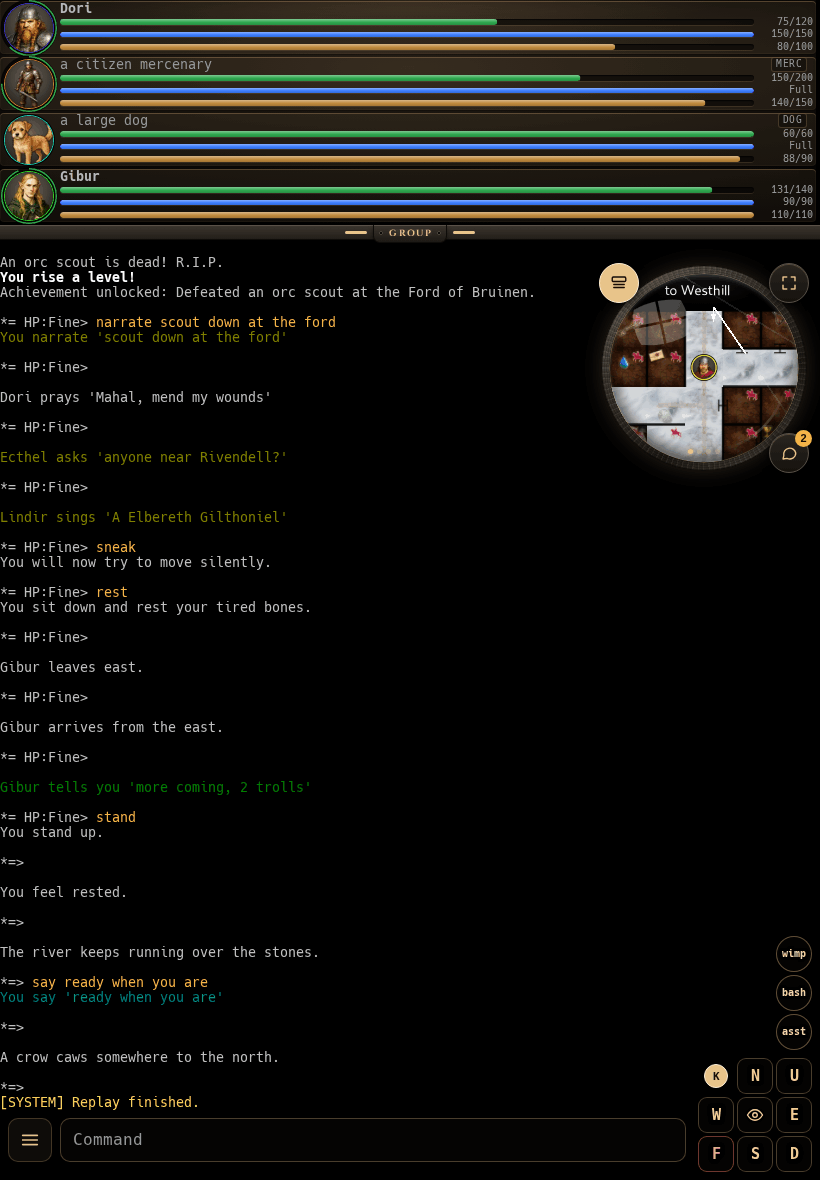 Dori
75/120
150/150
80/100
a citizen mercenary
MERC
150/200
Full
140/150
a large dog
DOG
60/60
Full
88/90
Gibur
131/140
90/90
110/110
GROUP
An orc scout is dead! R.I.P.
You rise a level!
Achievement unlocked: Defeated an orc scout at the Ford of Bruinen.
*= HP:Fine> narrate scout down at the ford
You narrate 'scout down at the ford'
*= HP:Fine>
Dori prays 'Mahal, mend my wounds'
*= HP:Fine>
Ecthel asks 'anyone near Rivendell?'
*= HP:Fine>
Lindir sings 'A Elbereth Gilthoniel'
*= HP:Fine> sneak
You will now try to move silently.
*= HP:Fine> rest
You sit down and rest your tired bones.
*= HP:Fine>
Gibur leaves east.
*= HP:Fine>
Gibur arrives from the east.
*= HP:Fine>
Gibur tells you 'more coming, 2 trolls'
*= HP:Fine> stand
You stand up.
*=>
You feel rested.
*=>
The river keeps running over the stones.
*=> say ready when you are
You say 'ready when you are'
*=>
A crow caws somewhere to the north.
*=>
[SYSTEM] Replay finished.
to Westhill
2
wimp
bash
asst
K
N
U
W
E
F
S
D
Command